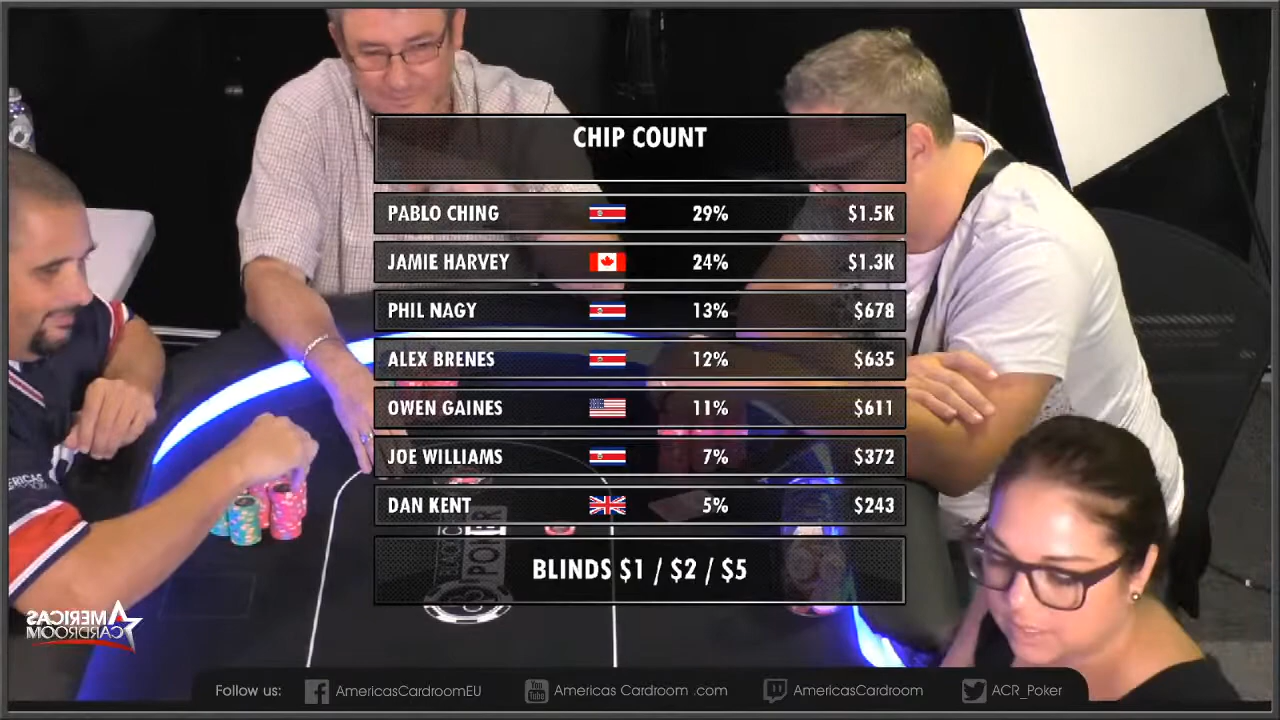 CHIP COUNT
PABLO CHING 29% $1.5K
JAMIE HARVEY 24% $1.3K
PHIL NAGY 13% $678
ALEX BRENES 12% $635
OWEN GAINES 11% $611
JOE WILLIAMS 7% $372
DAN KENT 5% $243
BLINDS $1 / $2 / $5
AMERICAS
CARDROOM
Follow us: AmericasCardroomEU You Tube Americas Cardroom .com AmericasCardroom ACR_Poker